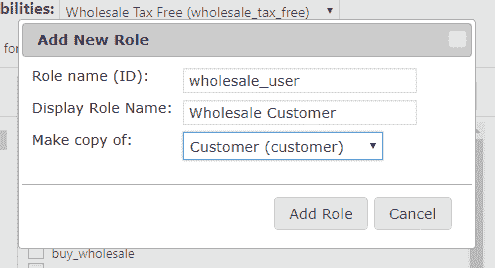 bilities: Wholesale Tax Free (wholesale_tax_free)
Add New Role
for
Role name (ID): wholesale_user
Display Role Name: Wholesale Customer
Make copy of: Customer (customer)
Add Role Cancel
buy_wholesale